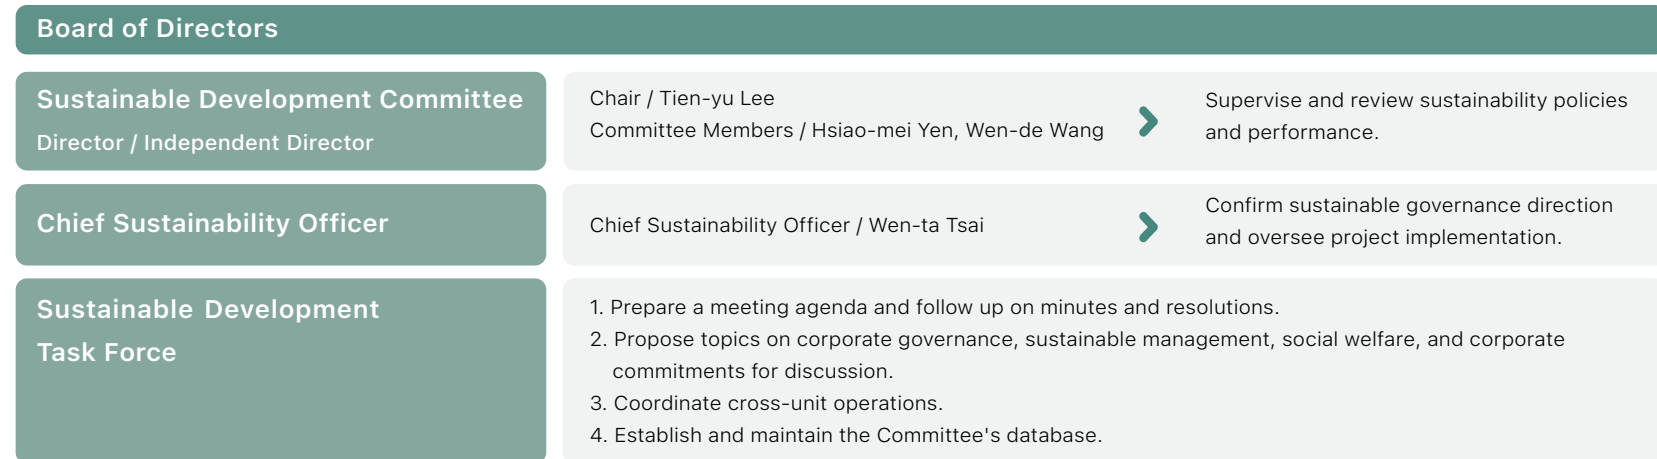 Board of Directors
Sustainable Development Committee
Director / Independent Director
Chair / Tien-yu Lee
Committee Members / Hsiao-mei Yen, Wen-de Wang
Supervise and review sustainability policies
and performance.
Chief Sustainability Officer
Chief Sustainability Officer / Wen-ta Tsai
Confirm sustainable governance direction
and oversee project implementation.
Sustainable Development
Task Force
1. Prepare a meeting agenda and follow up on minutes and resolutions.
2. Propose topics on corporate governance, sustainable management, social welfare, and corporate
commitments for discussion.
3. Coordinate cross-unit operations.
4. Establish and maintain the Committee's database.